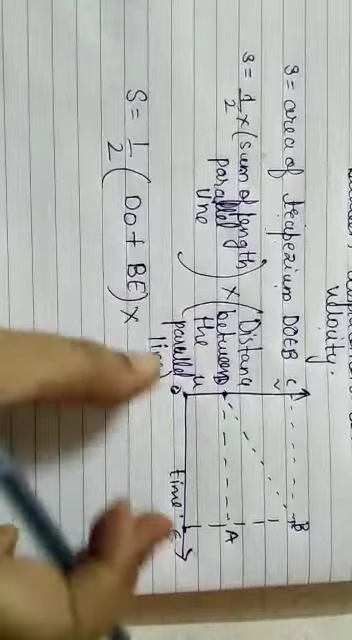 velocity.
s = area of trapezium DOEB
s = 1/2 × (sum of length parallel line) × (Distance between the parallel line)
S = 1/2 (DO + BE) ×
C
V
B
D
A
O
time
E